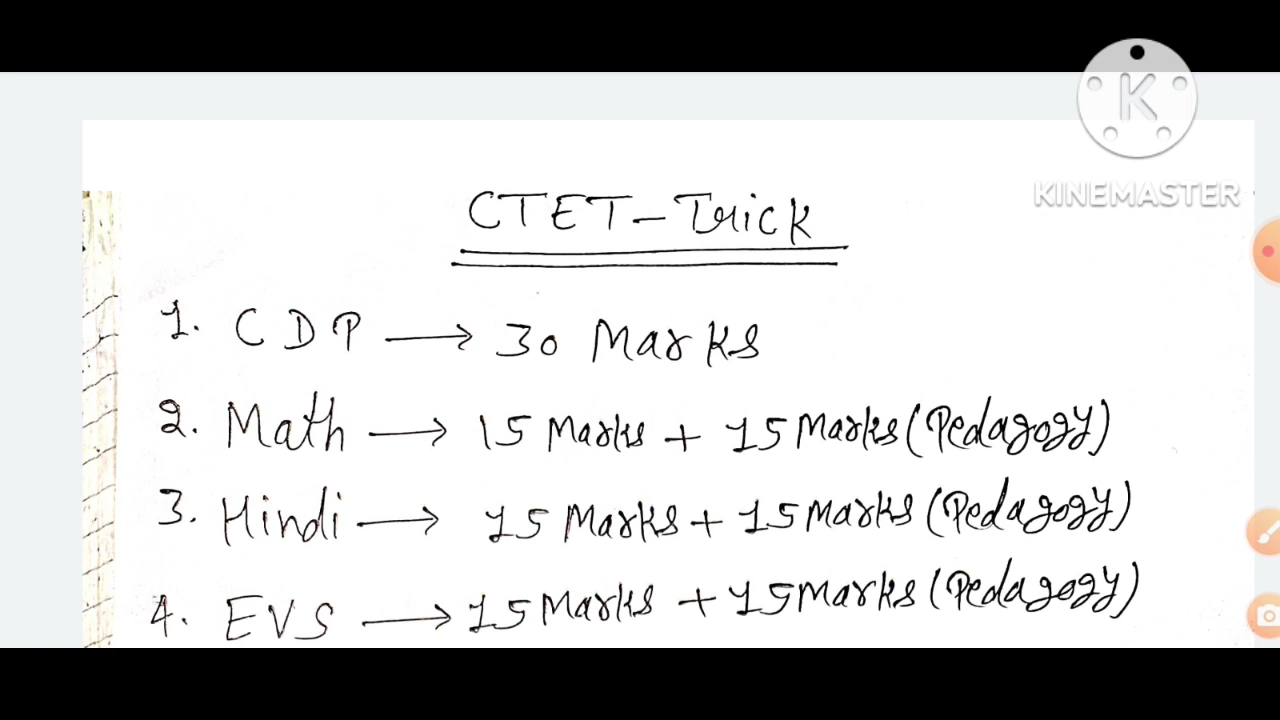 K
KINEMASTER
CTET-Trick
1. CDP → 30 Marks
2. Math → 15 Marks + 15 Marks (Pedagogy)
3. Hindi → 15 Marks + 15 Marks (Pedagogy)
4. EVS → 15 Marks + 15 Marks (Pedagogy)